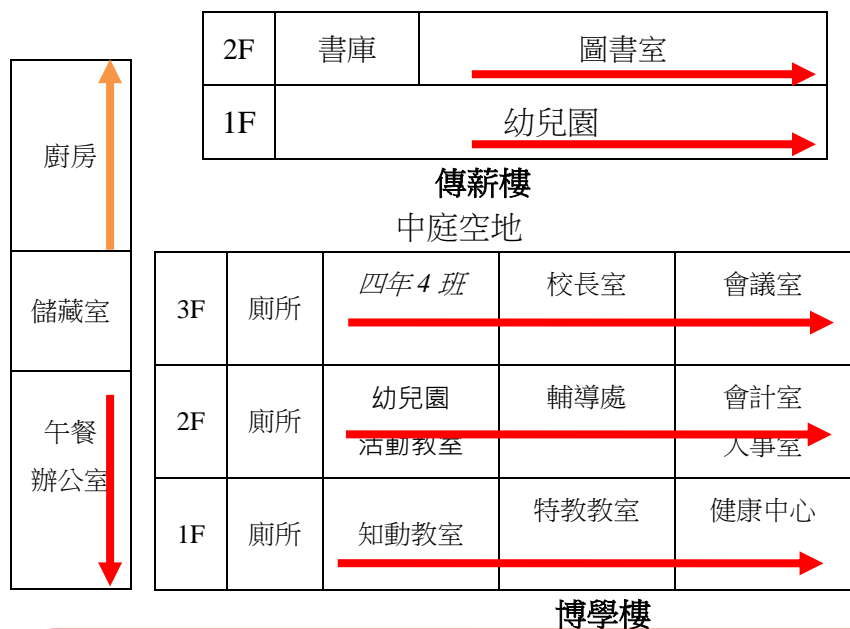 2F 書庫 圖書室
1F 幼兒園
傳薪樓
中庭空地
廚房
儲藏室
午餐
辦公室
3F 廁所 四年4班 校長室 會議室
2F 廁所 幼兒園 輔導處 會計室
活動教室 人事室
1F 廁所 知動教室 特教教室 健康中心
博學樓